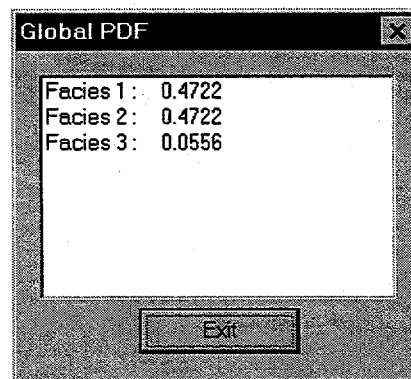 Global PDF
Facies 1 : 0.4722
Facies 2 : 0.4722
Facies 3 : 0.0556
Exit